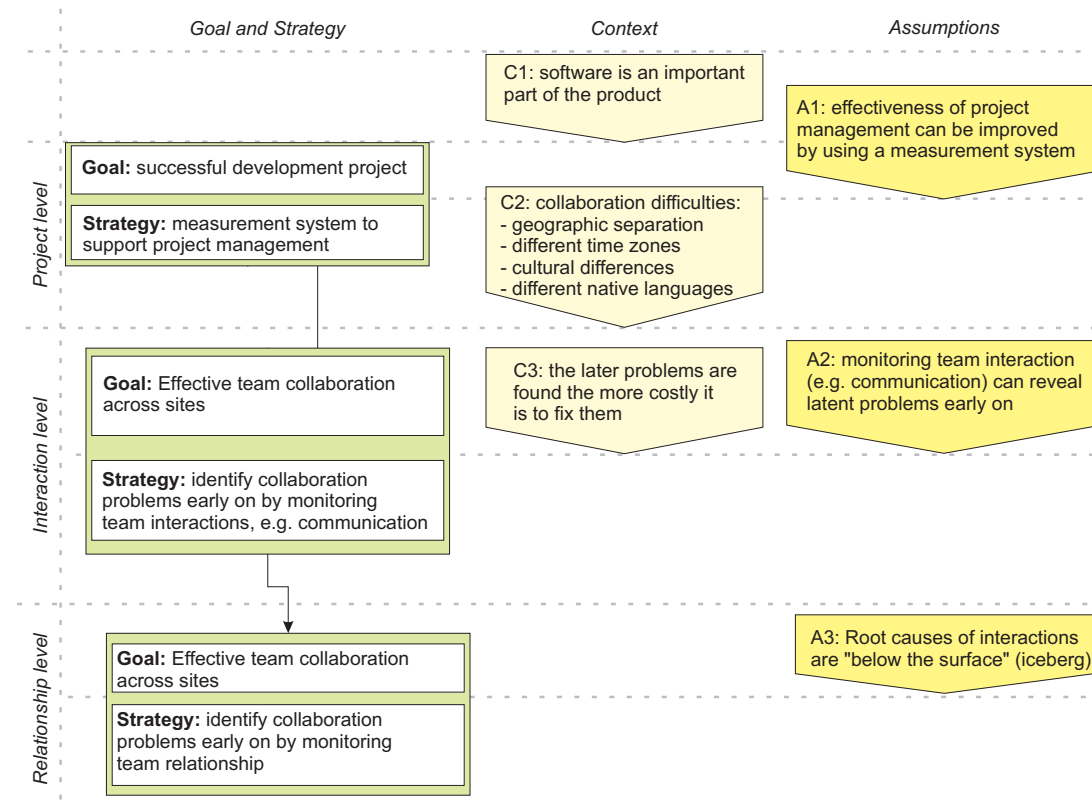 Goal and Strategy
Context
Assumptions
C1: software is an important
part of the product
A1: effectiveness of project
management can be improved
by using a measurement system
Project level
Goal: successful development project
Strategy: measurement system to
support project management
C2: collaboration difficulties:
- geographic separation
- different time zones
- cultural differences
- different native languages
Interaction level
Goal: Effective team collaboration
across sites
Strategy: identify collaboration
problems early on by monitoring
team interactions, e.g. communication
C3: the later problems are
found the more costly it
is to fix them
A2: monitoring team interaction
(e.g. communication) can reveal
latent problems early on
Relationship level
Goal: Effective team collaboration
across sites
Strategy: identify collaboration
problems early on by monitoring
team relationship
A3: Root causes of interactions
are "below the surface" (iceberg)